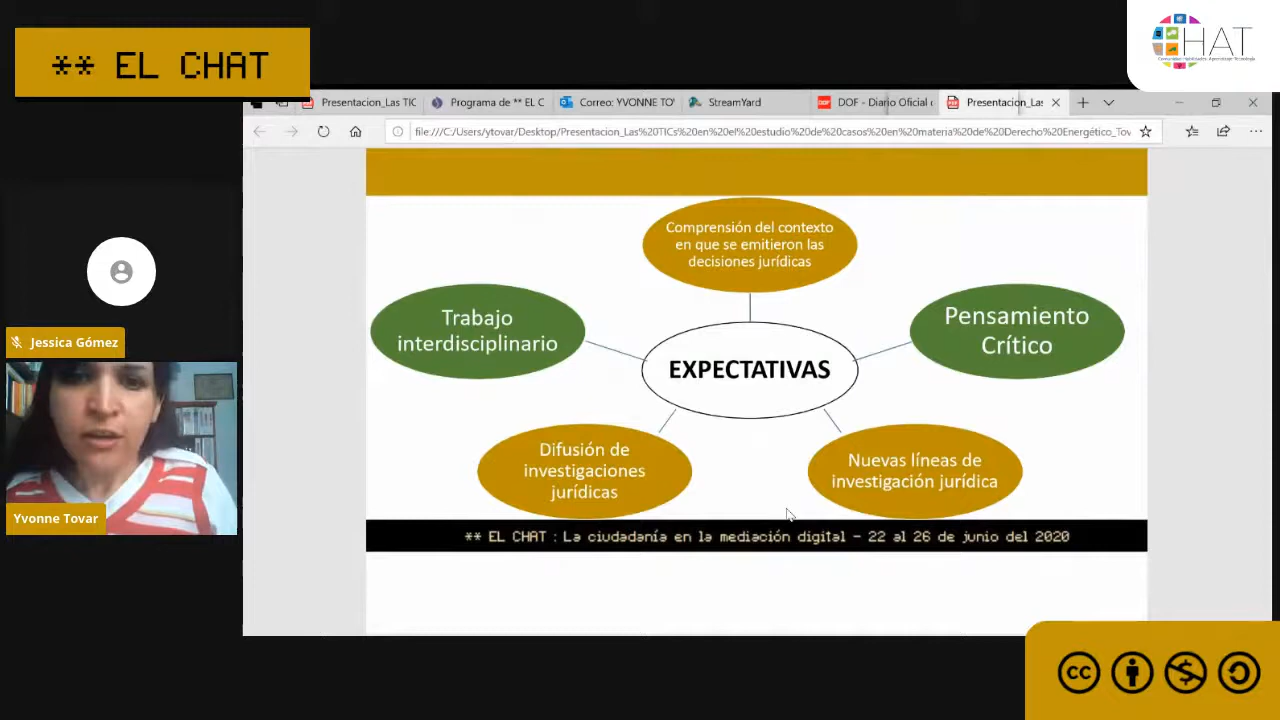 ** EL CHAT
HAT
Presentacion_Las TIC
Programa de ** EL C
Correo: YVONNE TO
StreamYard
DOF - Diario Oficial
Presentacion_Las
file:///C:/Users/ytovar/Desktop/Presentacion_Las%20TICs%20en%20el%20estudio%20de%20casos%20en%20materia%20de%20Derecho%20Energético_Tov
Comprensión del contexto
en que se emitieron las
decisiones jurídicas
Trabajo
interdisciplinario
Pensamiento
Crítico
EXPECTATIVAS
Difusión de
investigaciones
jurídicas
Nuevas líneas de
investigación jurídica
** EL CHAT : La ciudadanía en la mediación digital - 22 al 26 de junio del 2020
Jessica Gómez
Yvonne Tovar
cc